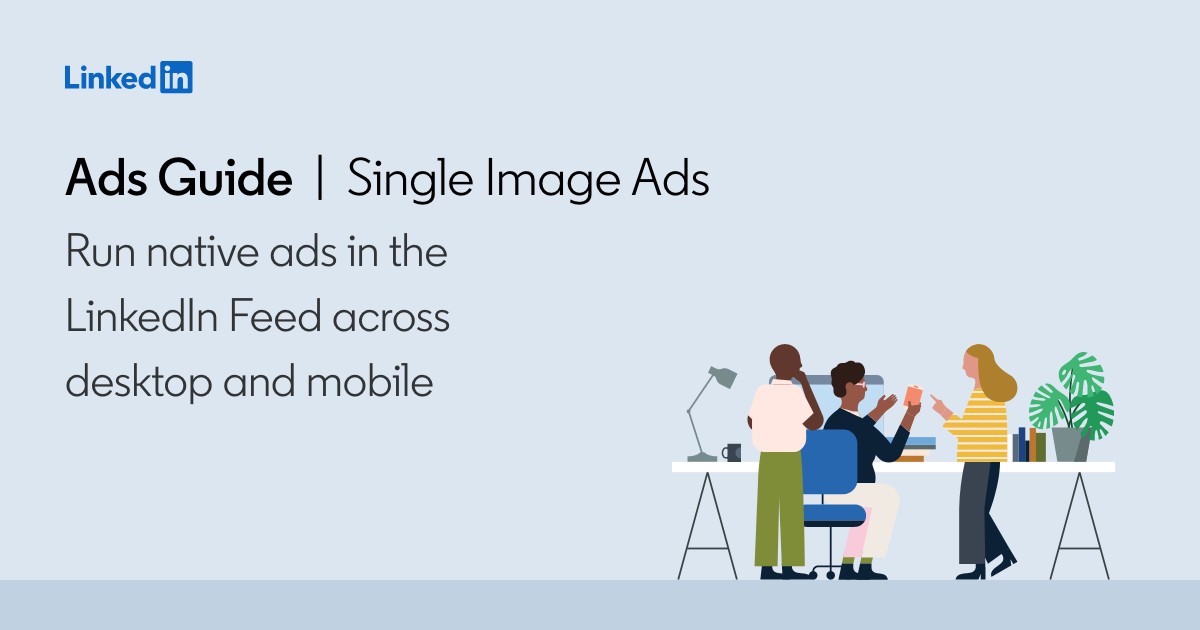 LinkedIn
Ads Guide | Single Image Ads
Run native ads in the
LinkedIn Feed across
desktop and mobile